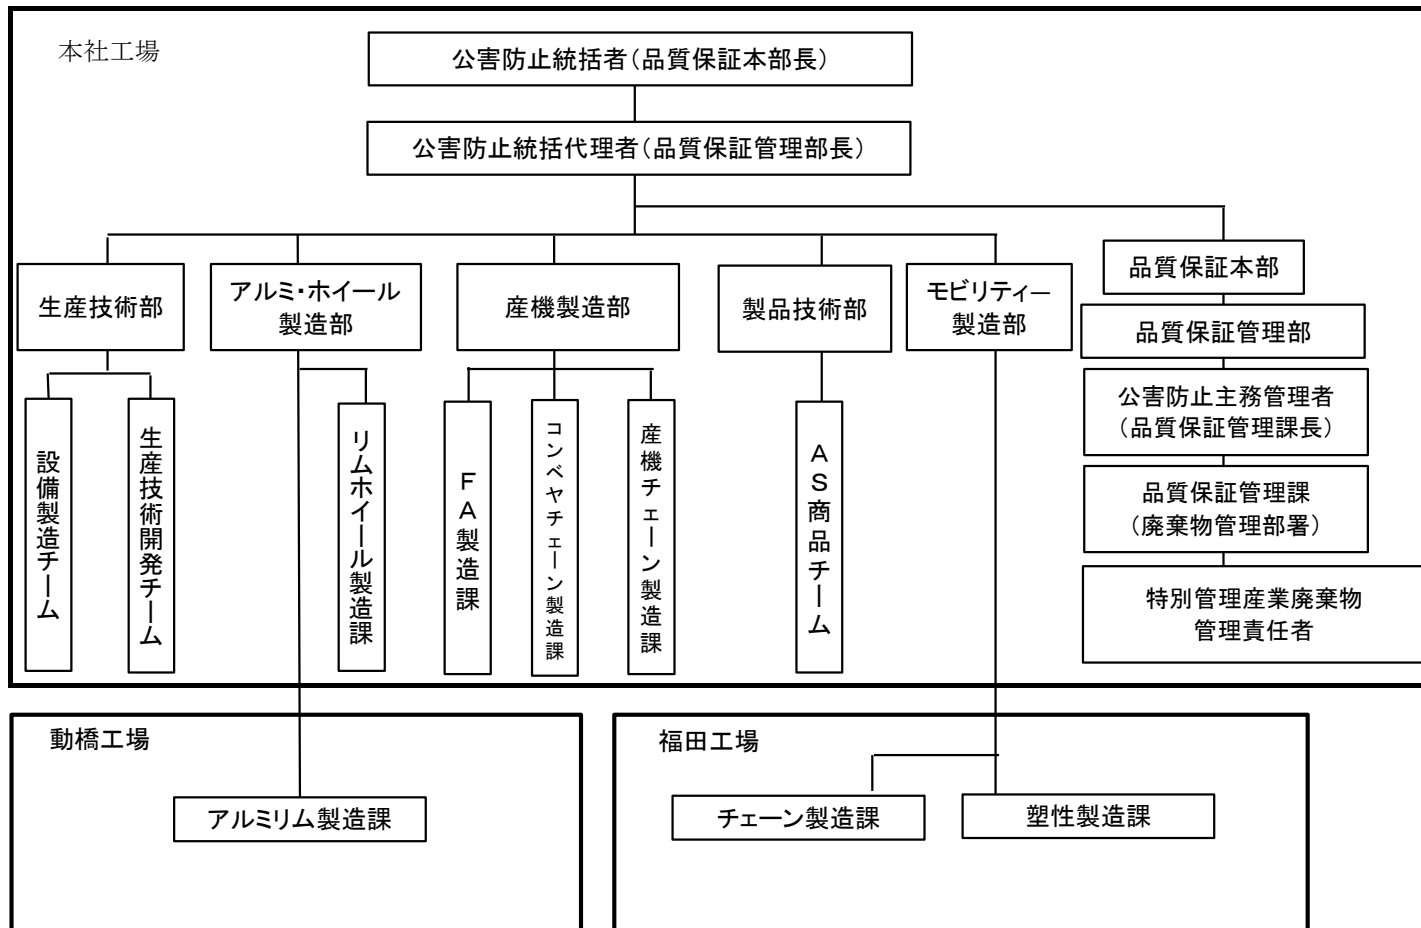 本社工場
公害防止統括者(品質保証本部長)
公害防止統括代理者(品質保証管理部長)
生産技術部
アルミ・ホイール
製造部
産機製造部
製品技術部
モビリティー
製造部
品質保証本部
品質保証管理部
公害防止主務管理者
(品質保証管理課長)
品質保証管理課
(廃棄物管理部署)
特別管理産業廃棄物
管理責任者
設備製造チーム
生産技術開発チーム
リムホイール製造課
FA製造課
コンベヤチェーン製造課
産機チェーン製造課
AS商品チーム
動橋工場
アルミリム製造課
福田工場
チェーン製造課
塑性製造課